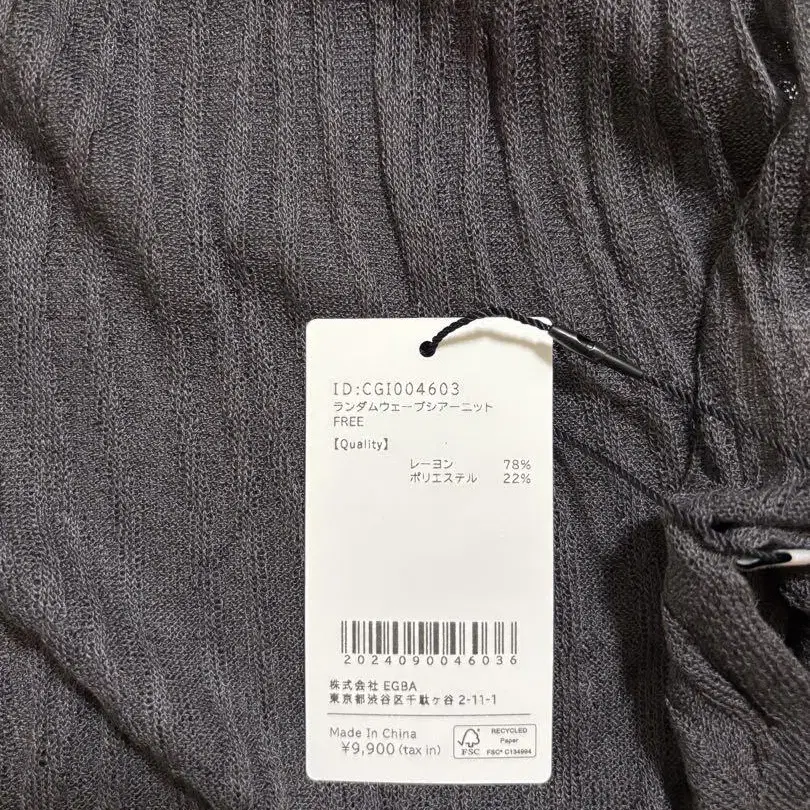 ID:CGI004603
ランダムウェーブシアーニット
FREE
【Quality】
レーヨン 78%
ポリエステル 22%
2024090046036
株式会社 EGBA
東京都渋谷区千駄ヶ谷 2-11-1
Made In China
¥9,900 (tax in)
FSC
RECYCLED
Paper
FSC® C134994